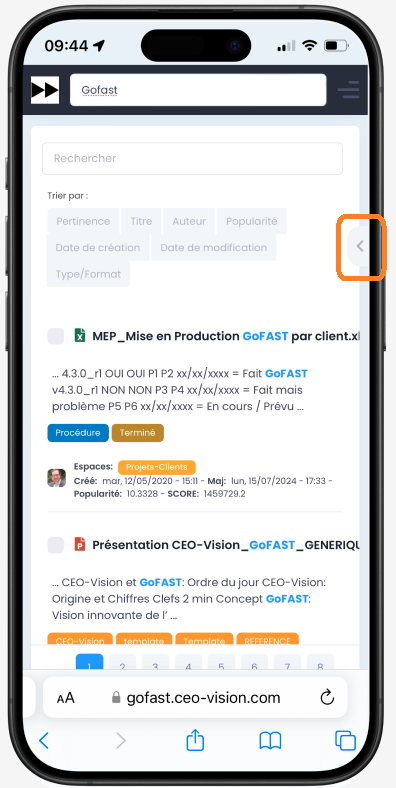 09:44
Gofast
Rechercher
Trier par :
Pertinence Titre Auteur Popularité
Date de création Date de modification
Type/Format
MEP_Mise en Production GoFAST par client.xl
... 4.3.0_r1 OUI OUI P1 P2 xx/xx/xxxx = Fait GoFAST
v4.3.0_r1 NON NON P3 P4 xx/xx/xxxx = Fait mais
problème P5 P6 xx/xx/xxxx = En cours / Prévu ...
Procédure Terminé
Espaces: Projets-Clients
Créé: mar, 12/05/2020 - 15:11 - Maj: lun, 15/07/2024 - 17:33 -
Popularité: 10.3328 - SCORE: 1459729.2
Présentation CEO-Vision_GoFAST_GENERIQU
... CEO-Vision et GoFAST: Ordre du jour CEO-Vision:
Origine et Chiffres Clefs 2 min Concept GoFAST:
Vision innovante de l' ...
CEO-Vision template Template REFERENCE
1 2 3 4 5 6 7 8
AA gofast.ceo-vision.com